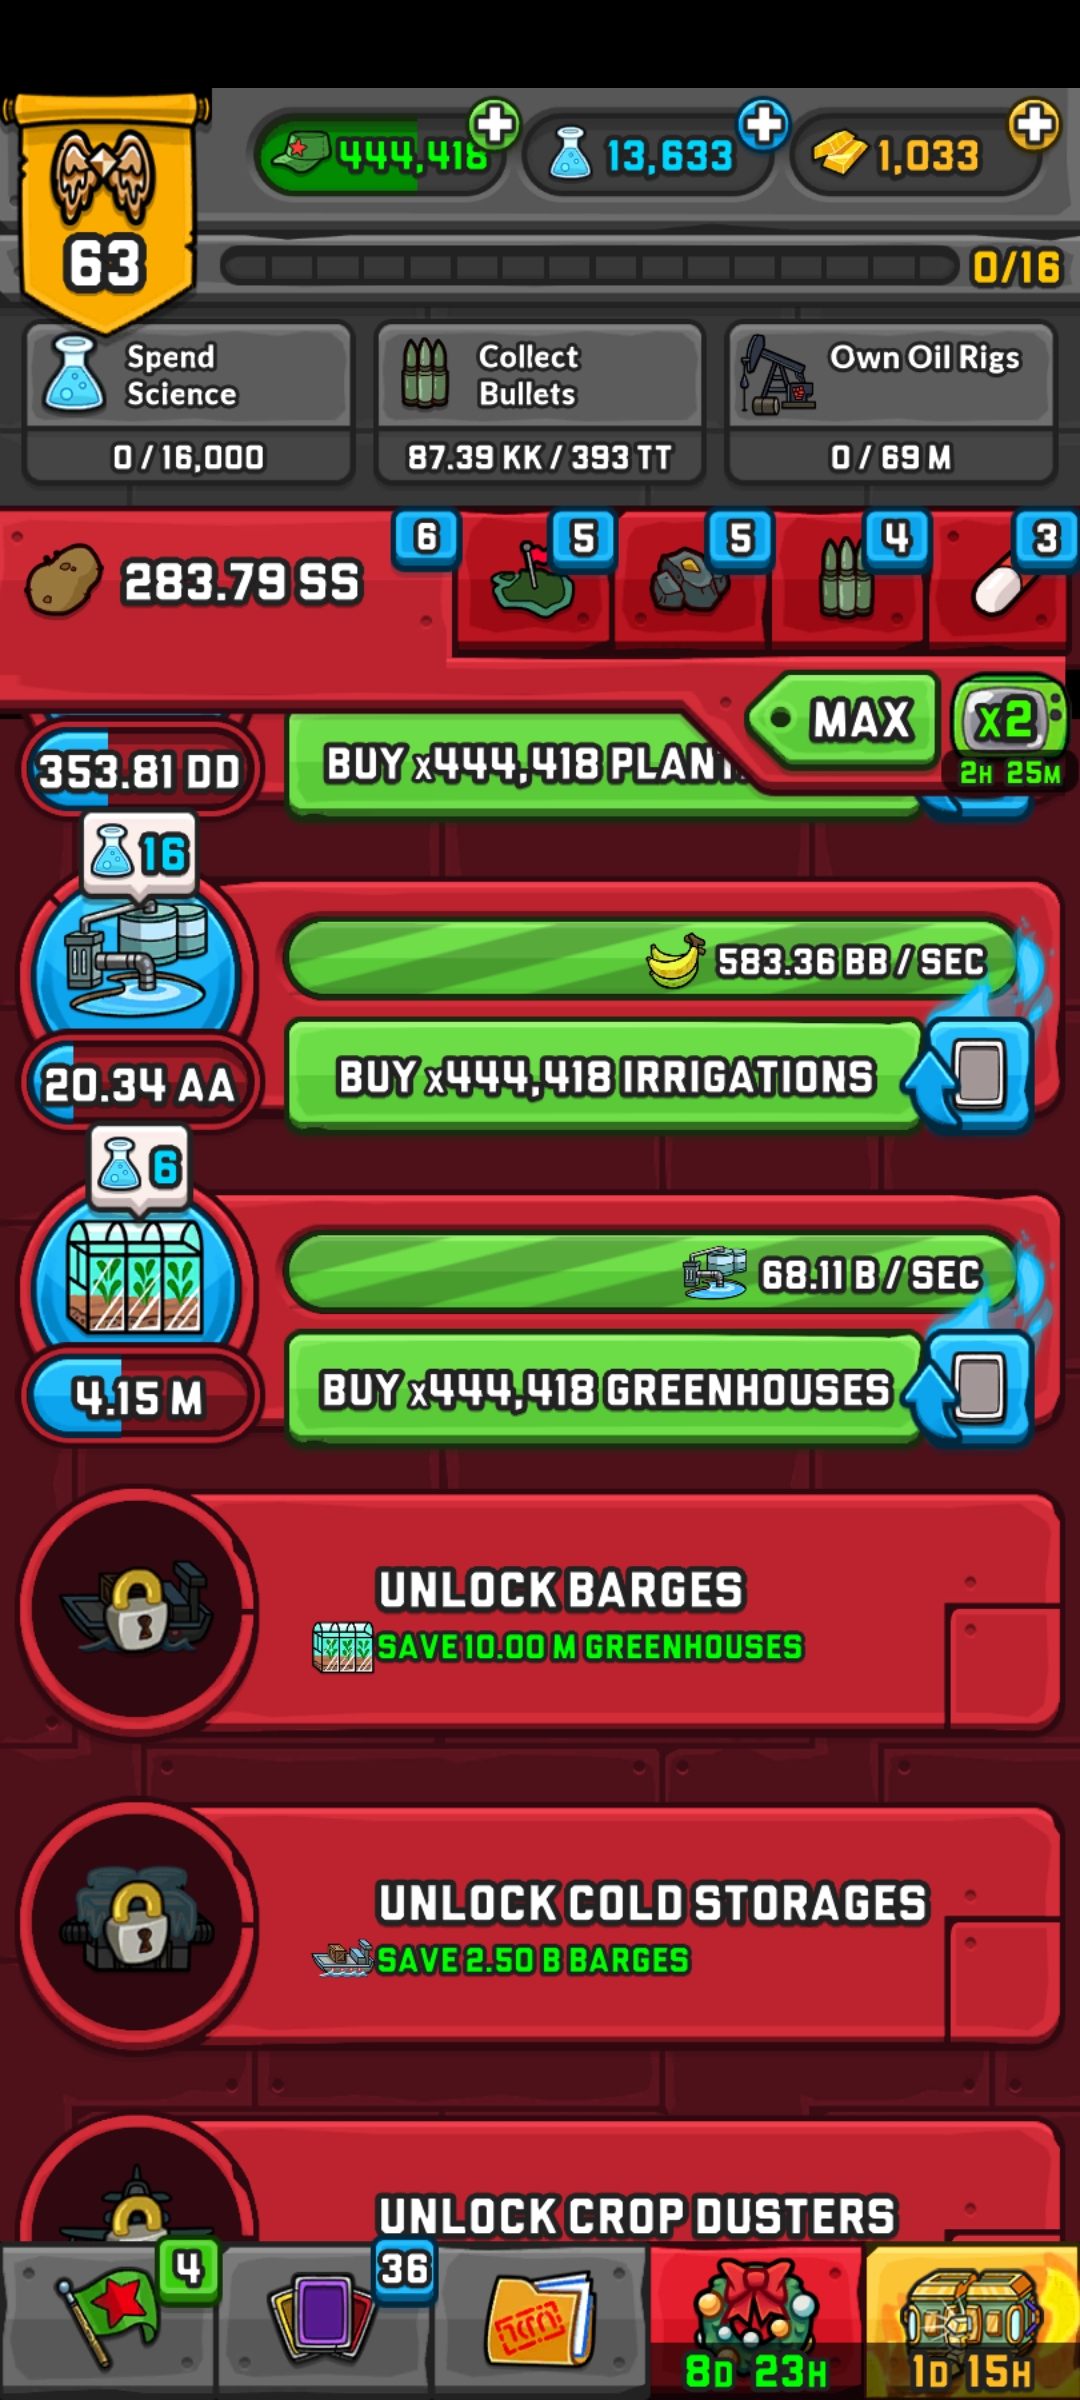 444,418
13,633
1,033
63
0/16
Spend
Science
0 / 16,000
Collect
Bullets
87.39 KK / 393 TT
Own Oil Rigs
0 / 69 M
283.79 SS
6
5
5
4
3
MAX
x2
2H 25M
353.81 DD
BUY x444,418 PLANT
16
583.36 BB / SEC
20.34 AA
BUY x444,418 IRRIGATIONS
6
68.11 B / SEC
4.15 M
BUY x444,418 GREENHOUSES
UNLOCK BARGES
SAVE 10.00 M GREENHOUSES
UNLOCK COLD STORAGES
SAVE 2.50 B BARGES
UNLOCK CROP DUSTERS
4
36
8D 23H
1D 15H